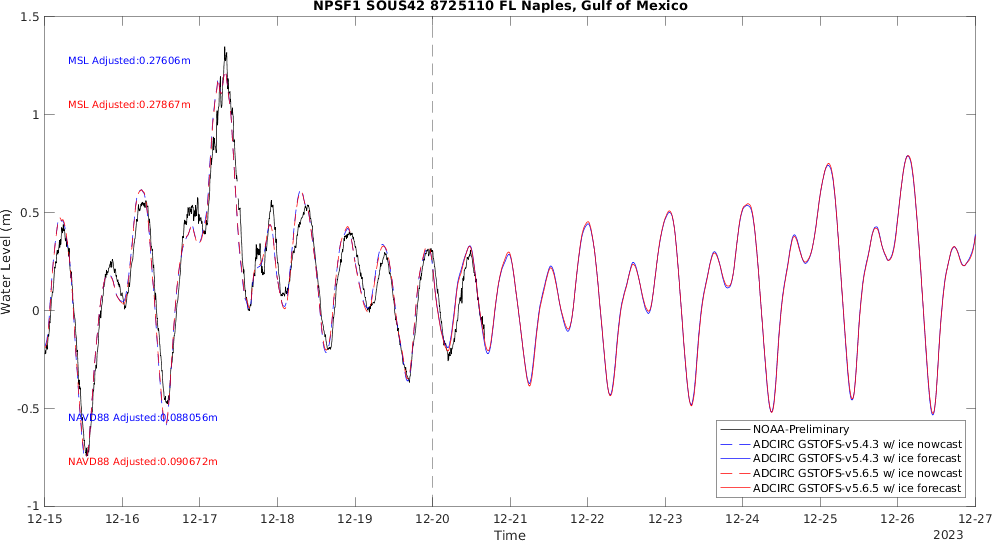 NPSF1 SOUS42 8725110 FL Naples, Gulf of Mexico
1.5
1
0.5
0
-0.5
-1
Water Level (m)
MSL Adjusted:0.27606m
MSL Adjusted:0.27867m
NAVD88 Adjusted:0.088056m
NAVD88 Adjusted:0.090672m
NOAA-Preliminary
ADCIRC GSTOFS-v5.4.3 w/ ice nowcast
ADCIRC GSTOFS-v5.4.3 w/ ice forecast
ADCIRC GSTOFS-v5.6.5 w/ ice nowcast
ADCIRC GSTOFS-v5.6.5 w/ ice forecast
12-15 12-16 12-17 12-18 12-19 12-20 12-21 12-22 12-23 12-24 12-25 12-26 12-27
Time
2023